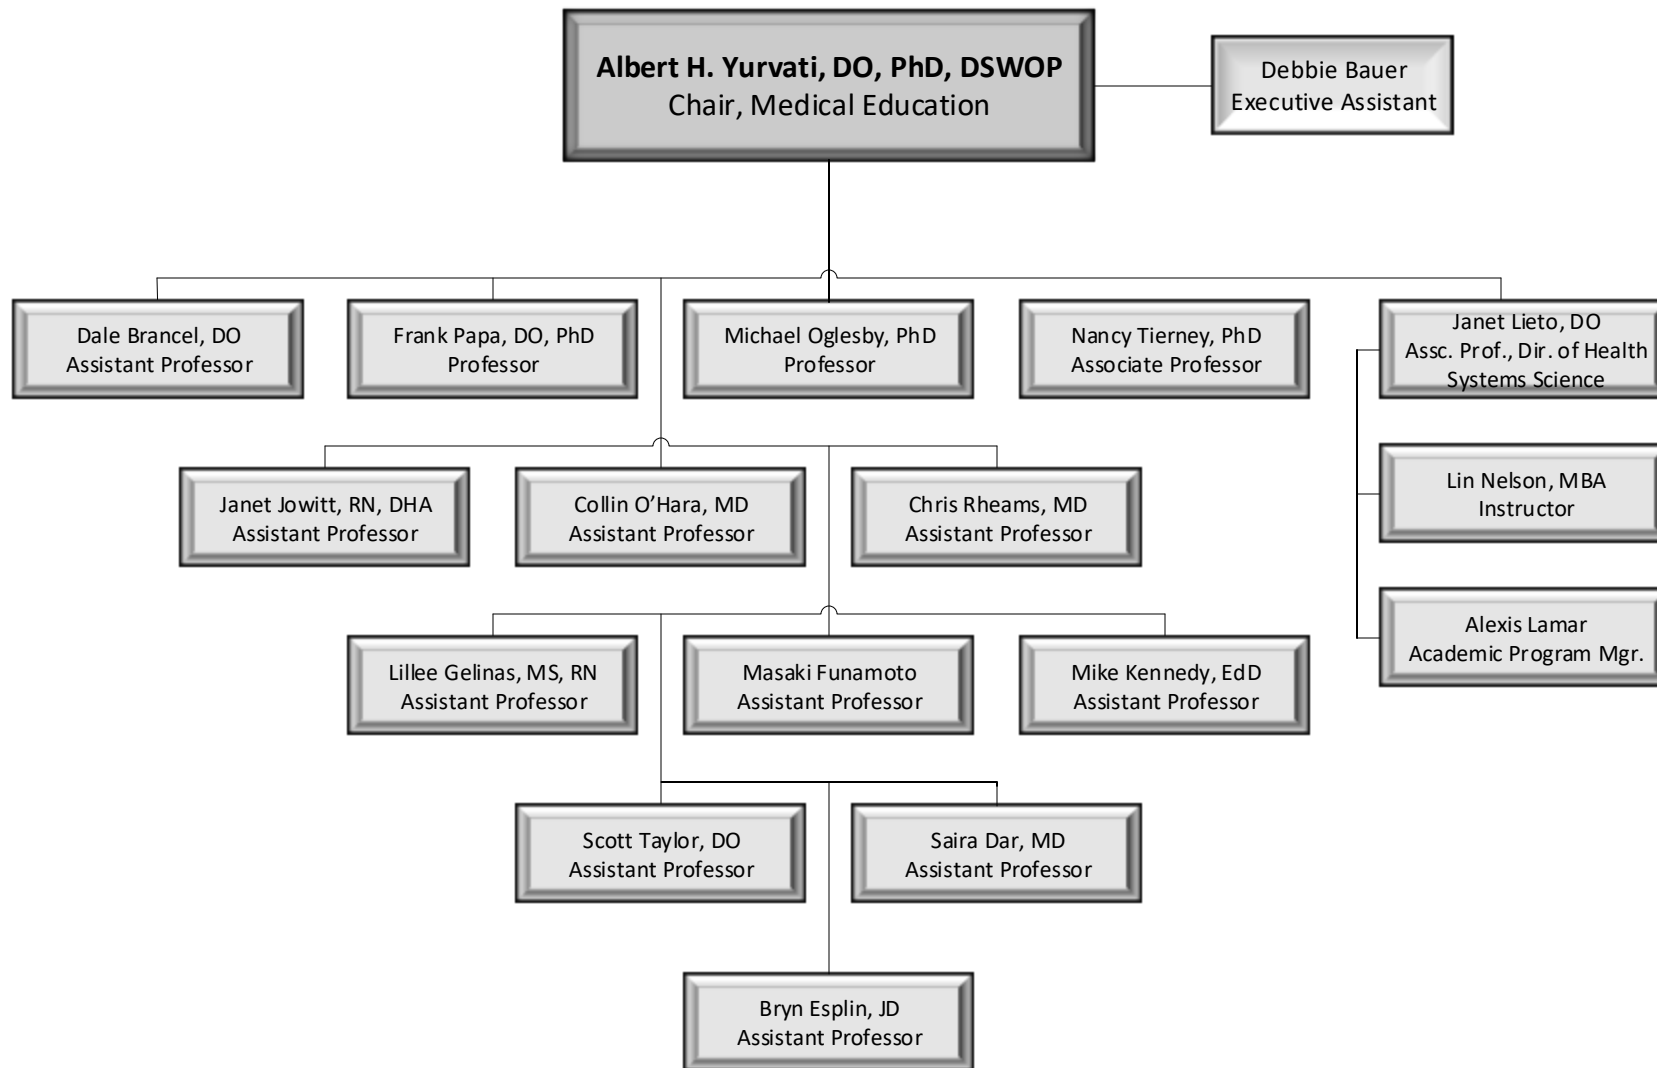 Albert H. Yurvati, DO, PhD, DSWOP
Chair, Medical Education
Debbie Bauer
Executive Assistant
Dale Brancel, DO
Assistant Professor
Frank Papa, DO, PhD
Professor
Michael Oglesby, PhD
Professor
Nancy Tierney, PhD
Associate Professor
Janet Lieto, DO
Assc. Prof., Dir. of Health
Systems Science
Janet Jowitt, RN, DHA
Assistant Professor
Collin O’Hara, MD
Assistant Professor
Chris Rheams, MD
Assistant Professor
Lin Nelson, MBA
Instructor
Lillee Gelinas, MS, RN
Assistant Professor
Masaki Funamoto
Assistant Professor
Mike Kennedy, EdD
Assistant Professor
Alexis Lamar
Academic Program Mgr.
Scott Taylor, DO
Assistant Professor
Saira Dar, MD
Assistant Professor
Bryn Esplin, JD
Assistant Professor